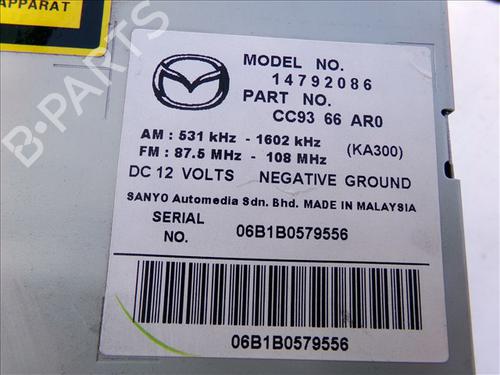 APPARAT
MODEL NO.
14792086
PART NO.
CC93 66 AR0
AM : 531 kHz - 1602 kHz
(KA300)
FM : 87.5 MHz - 108 MHz
DC 12 VOLTS NEGATIVE GROUND
SANYO Automedia Sdn. Bhd. MADE IN MALAYSIA
SERIAL
NO.
06B1B0579556
06B1B0579556
B-PARTS